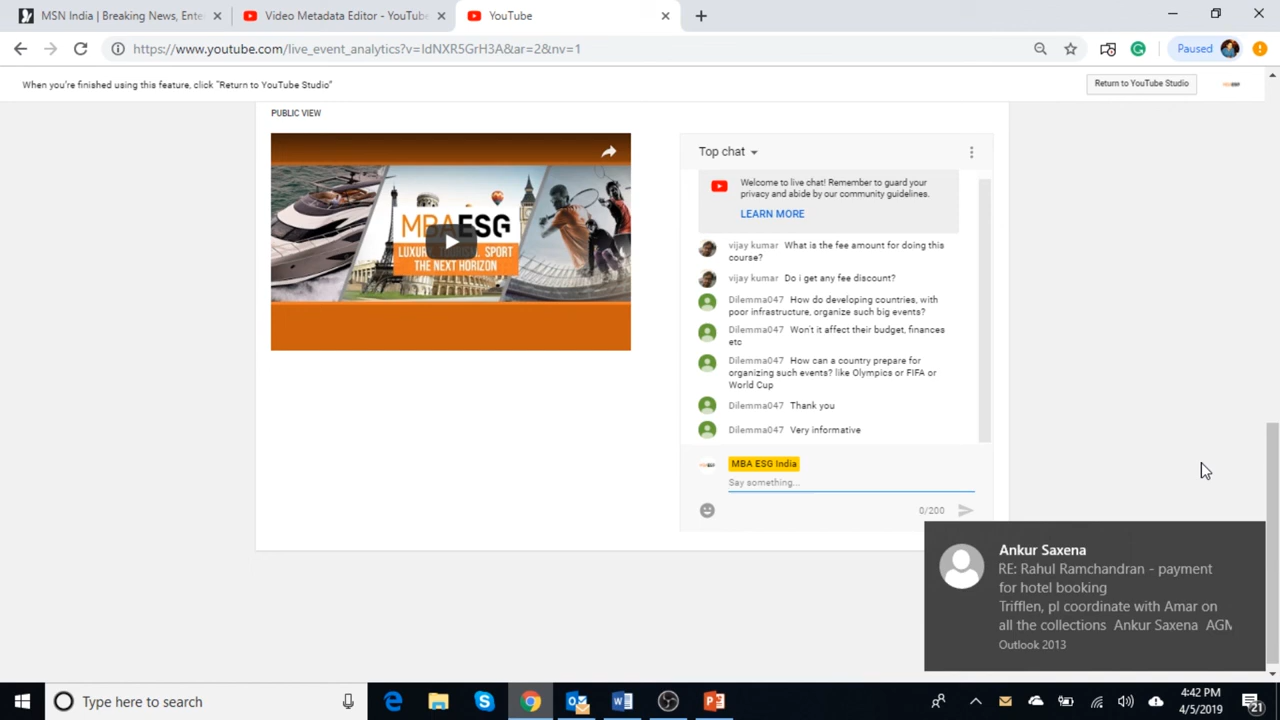 MSN India | Breaking News, Ente
Video Metadata Editor - YouTube
YouTube
https://www.youtube.com/live_event_analytics?v=ldNXR5GrH3A&ar=2&nv=1
Paused
When you're finished using this feature, click "Return to YouTube Studio"
Return to YouTube Studio
PUBLIC VIEW
MBAESG
LUXURY, TOURISM, SPORT
THE NEXT HORIZON
Top chat
Welcome to live chat! Remember to guard your
privacy and abide by our community guidelines.
LEARN MORE
vijay kumar What is the fee amount for doing this
course?
vijay kumar Do i get any fee discount?
Dilemma047 How do developing countries, with
poor infrastructure, organize such big events?
Dilemma047 Won't it affect their budget, finances
etc
Dilemma047 How can a country prepare for
organizing such events? like Olympics or FIFA or
World Cup
Dilemma047 Thank you
Dilemma047 Very informative
MBA ESG India
Say something...
0/200
Ankur Saxena
RE: Rahul Ramchandran - payment
for hotel booking
Trifflen, pl coordinate with Amar on
all the collections Ankur Saxena AGM
Outlook 2013
Type here to search
4:42 PM
4/5/2019
21